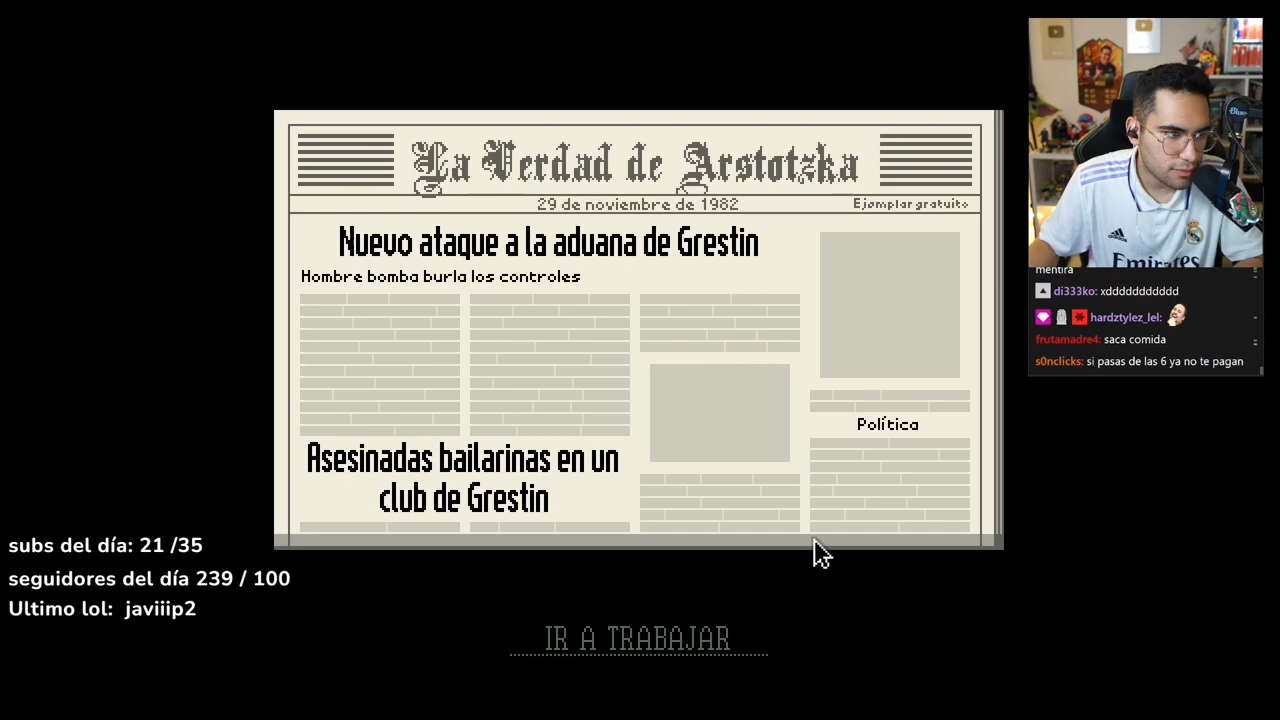 La Verdad de Arstotzka
29 de noviembre de 1982
Ejemplar gratuito
Nuevo ataque a la aduana de Grestin
Hombre bomba burla los controles
Política
Asesinadas bailarinas en un
club de Grestin
IR A TRABAJAR
subs del día: 21 /35
seguidores del día 239 / 100
Ultimo lol: javiiip2
Blue
adidas
Emirates
mentira
di333ko: xddddddddddd
hardztylez_lel:
frutamadre4: saca comida
s0nclicks: si pasas de las 6 ya no te pagan